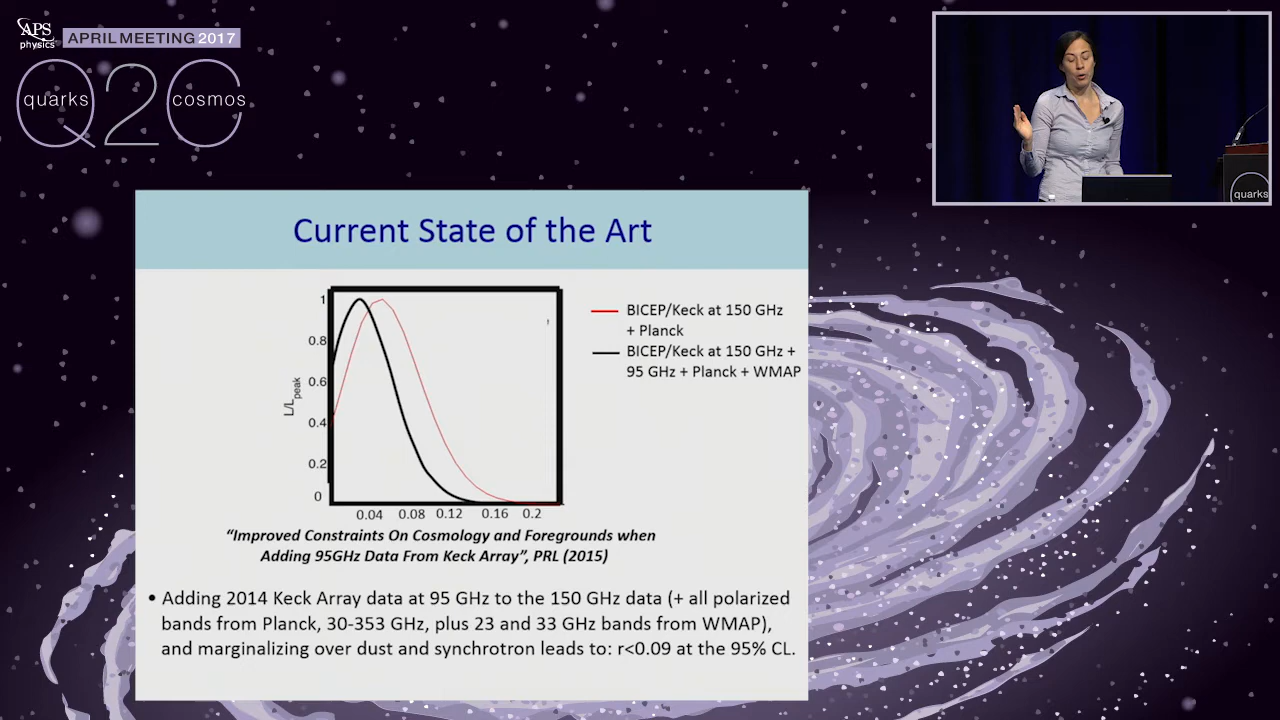 APS
physics
APRIL MEETING 2017
quarks
Q2C
cosmos
quarks
Current State of the Art
1
0.8
0.6
0.4
0.2
0
L/Lpeak
0.04 0.08 0.12 0.16 0.2
BICEP/Keck at 150 GHz
+ Planck
BICEP/Keck at 150 GHz +
95 GHz + Planck + WMAP
“Improved Constraints On Cosmology and Foregrounds when
Adding 95GHz Data From Keck Array”, PRL (2015)
• Adding 2014 Keck Array data at 95 GHz to the 150 GHz data (+ all polarized
bands from Planck, 30-353 GHz, plus 23 and 33 GHz bands from WMAP),
and marginalizing over dust and synchrotron leads to: r<0.09 at the 95% CL.